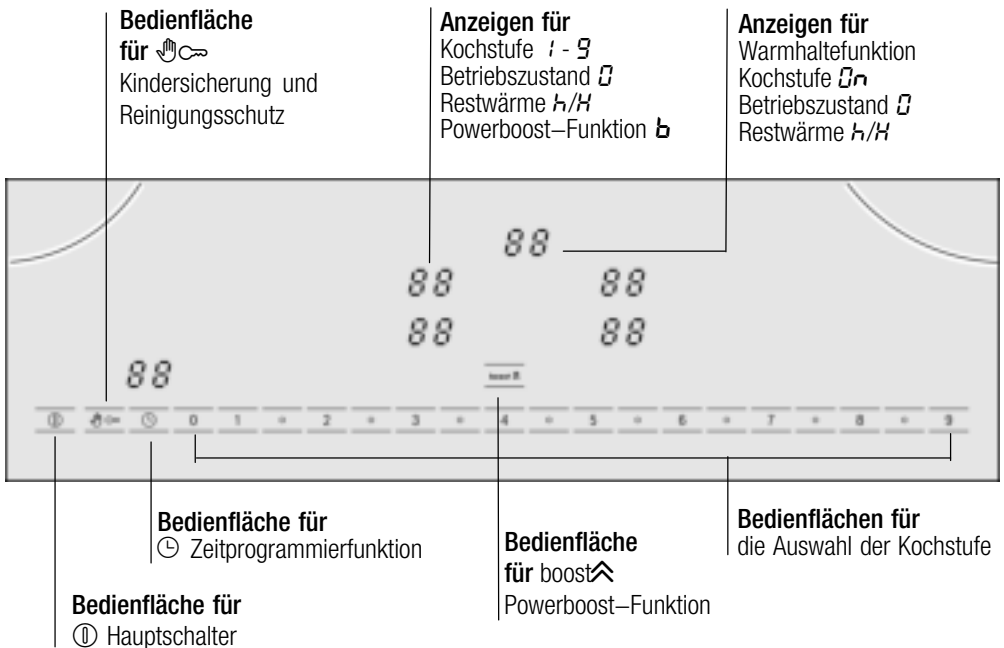 Bedienfläche
für
Kindersicherung und
Reinigungsschutz
Anzeigen für
Kochstufe 1 - 9
Betriebszustand 0
Restwärme h/H
Powerboost–Funktion b
Anzeigen für
Warmhaltefunktion
Kochstufe 0n
Betriebszustand 0
Restwärme h/H
88
88 88
88 88
88
boost
0 1 2 3 4 5 6 7 8 9
Bedienfläche für
Zeitprogrammierfunktion
Bedienfläche für
Hauptschalter
Bedienfläche
für boost
Powerboost–Funktion
Bedienflächen für
die Auswahl der Kochstufe